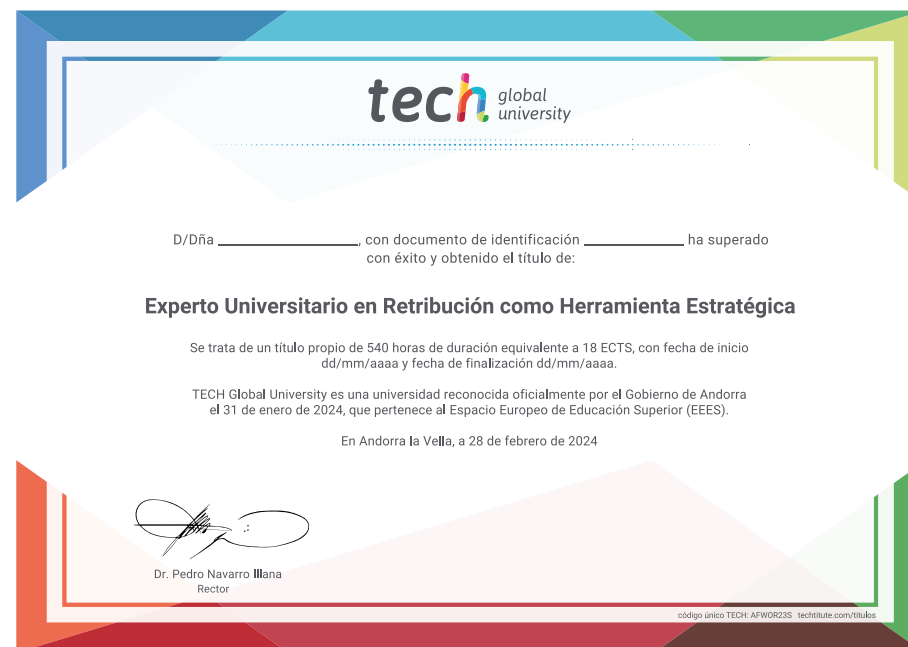 tech global university
D/Dña ____________________, con documento de identificación ______________ ha superado
con éxito y obtenido el título de:
Experto Universitario en Retribución como Herramienta Estratégica
Se trata de un título propio de 540 horas de duración equivalente a 18 ECTS, con fecha de inicio
dd/mm/aaaa y fecha de finalización dd/mm/aaaa.
TECH Global University es una universidad reconocida oficialmente por el Gobierno de Andorra
el 31 de enero de 2024, que pertenece al Espacio Europeo de Educación Superior (EEES).
En Andorra la Vella, a 28 de febrero de 2024
Dr. Pedro Navarro Illana
Rector
código único TECH: AFWOR23S techtitute.com/titulos